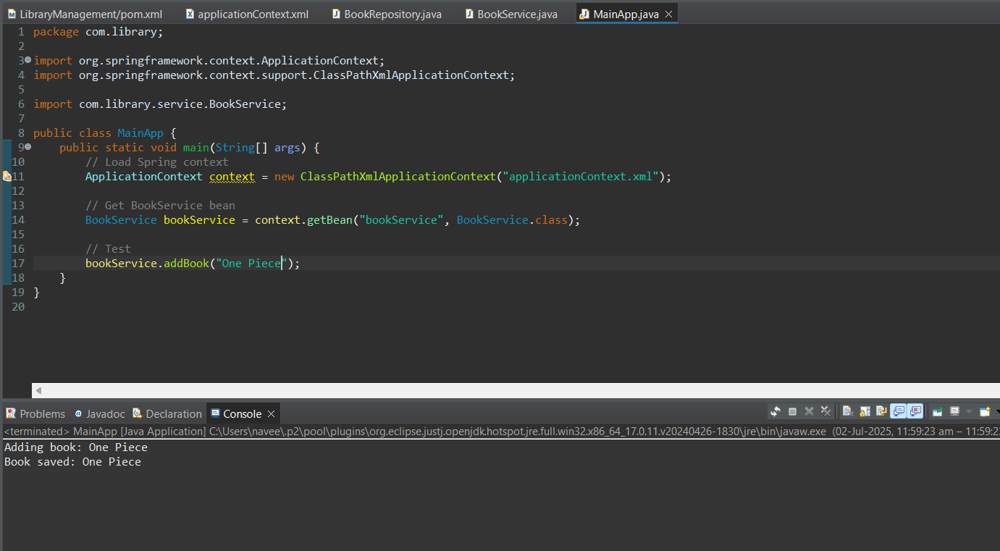 LibraryManagement/pom.xml applicationContext.xml BookRepository.java BookService.java MainApp.java
1 package com.library;
2
3 import org.springframework.context.ApplicationContext;
4 import org.springframework.context.support.ClassPathXmlApplicationContext;
5
6 import com.library.service.BookService;
7
8 public class MainApp {
9     public static void main(String[] args) {
10         // Load Spring context
11         ApplicationContext context = new ClassPathXmlApplicationContext("applicationContext.xml");
12
13         // Get BookService bean
14         BookService bookService = context.getBean("bookService", BookService.class);
15
16         // Test
17         bookService.addBook("One Piece");
18     }
19 }
20
Problems @ Javadoc Declaration Console
<terminated> MainApp [Java Application] C:\Users\navee\.p2\pool\plugins\org.eclipse.justj.openjdk.hotspot.jre.full.win32.x86_64_17.0.11.v20240426-1830\jre\bin\javaw.exe (02-Jul-2025, 11:59:23 am – 11:59:23
Adding book: One Piece
Book saved: One Piece